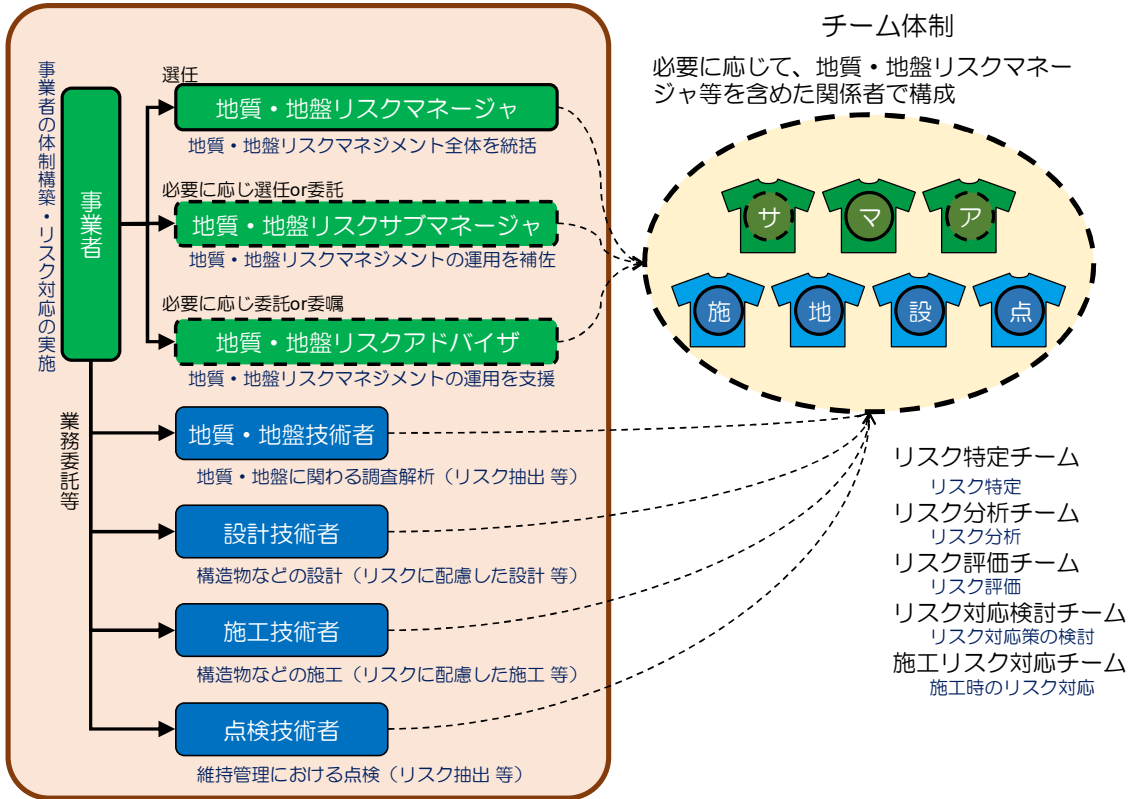 事業者の体制構築・リスク対応の実施
事業者
選任
地質・地盤リスクマネージャ
地質・地盤リスクマネジメント全体を統括
必要に応じ選任or委託
地質・地盤リスクサブマネージャ
地質・地盤リスクマネジメントの運用を補佐
必要に応じ委託or委嘱
地質・地盤リスクアドバイザ
地質・地盤リスクマネジメントの運用を支援
業務委託等
地質・地盤技術者
地質・地盤に関わる調査解析（リスク抽出 等）
設計技術者
構造物などの設計（リスクに配慮した設計 等）
施工技術者
構造物などの施工（リスクに配慮した施工 等）
点検技術者
維持管理における点検（リスク抽出 等）
チーム体制
必要に応じて、地質・地盤リスクマネー
ジャ等を含めた関係者で構成
サ マ ア
施 地 設 点
リスク特定チーム
リスク特定
リスク分析チーム
リスク分析
リスク評価チーム
リスク評価
リスク対応検討チーム
リスク対応策の検討
施工リスク対応チーム
施工時のリスク対応